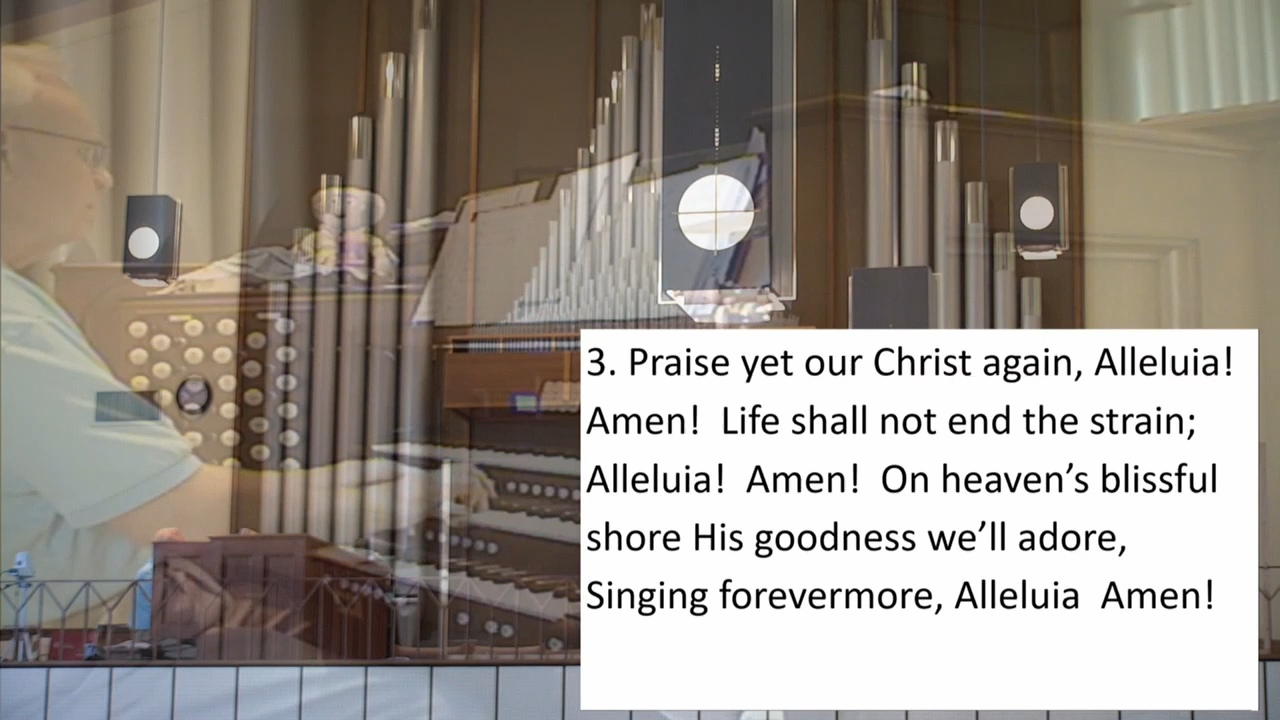 3. Praise yet our Christ again, Alleluia!
Amen!  Life shall not end the strain;
Alleluia!  Amen!  On heaven’s blissful
shore His goodness we’ll adore,
Singing forevermore, Alleluia  Amen!